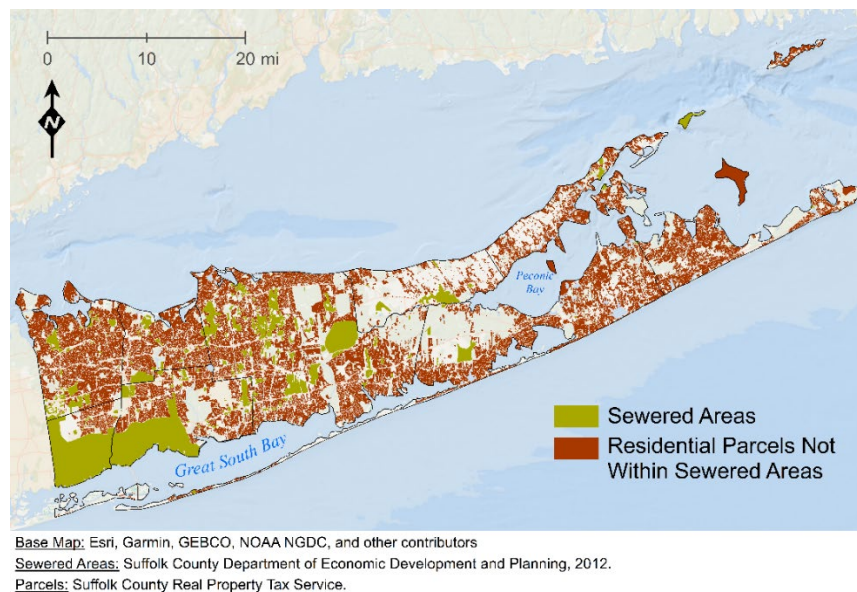 0 10 20 mi
N
Peconic
Bay
Great South Bay
Sewered Areas
Residential Parcels Not
Within Sewered Areas
Base Map: Esri, Garmin, GEBCO, NOAA NGDC, and other contributors
Sewered Areas: Suffolk County Department of Economic Development and Planning, 2012.
Parcels: Suffolk County Real Property Tax Service.